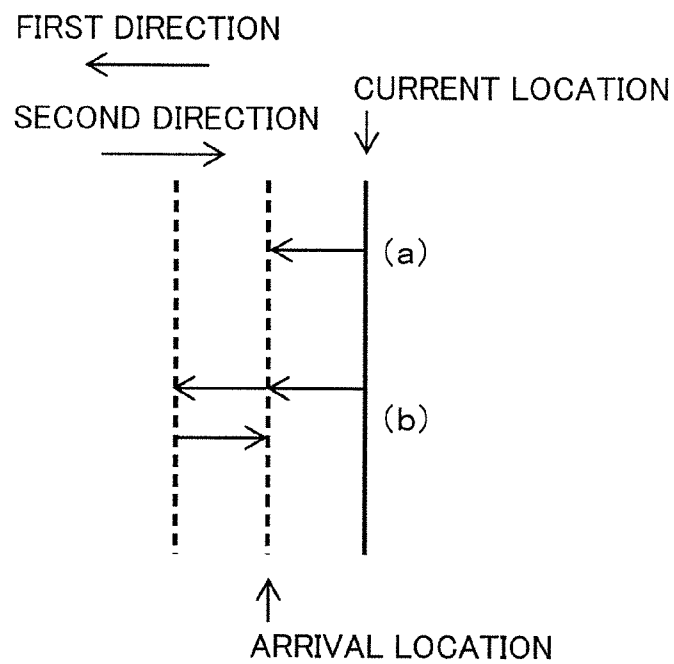 FIRST DIRECTION
CURRENT LOCATION
SECOND DIRECTION
(a)
(b)
ARRIVAL LOCATION